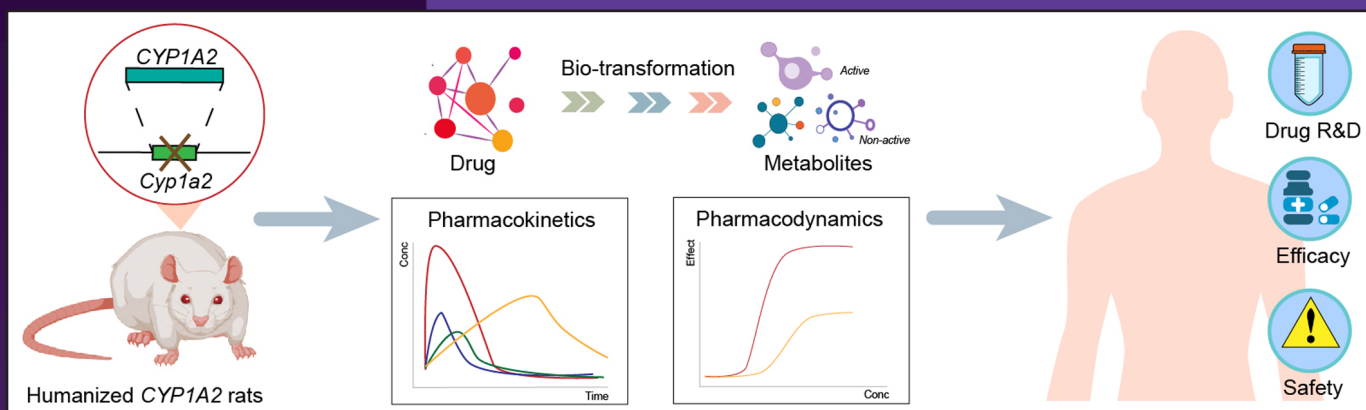 CYP1A2
Cyp1a2
Humanized CYP1A2 rats
Drug
Bio-transformation
Active
Non-active
Metabolites
Pharmacokinetics
Conc
Time
Pharmacodynamics
Effect
Conc
Drug R&D
Efficacy
Safety